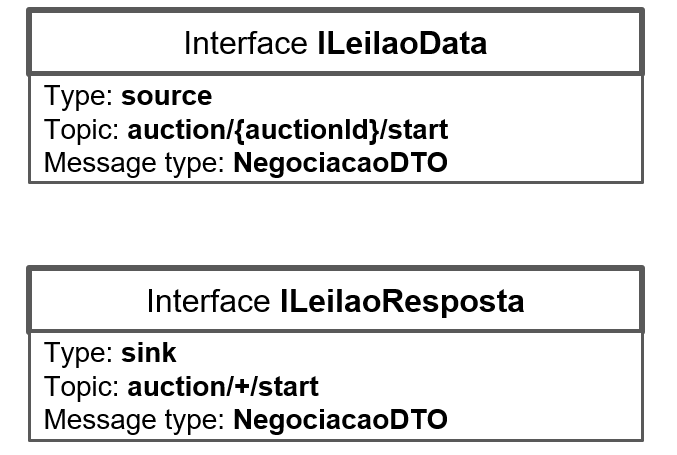 Interface ILeilaoData
Type: source
Topic: auction/{auctionId}/start
Message type: NegociacaoDTO
Interface ILeilaoResposta
Type: sink
Topic: auction/+/start
Message type: NegociacaoDTO